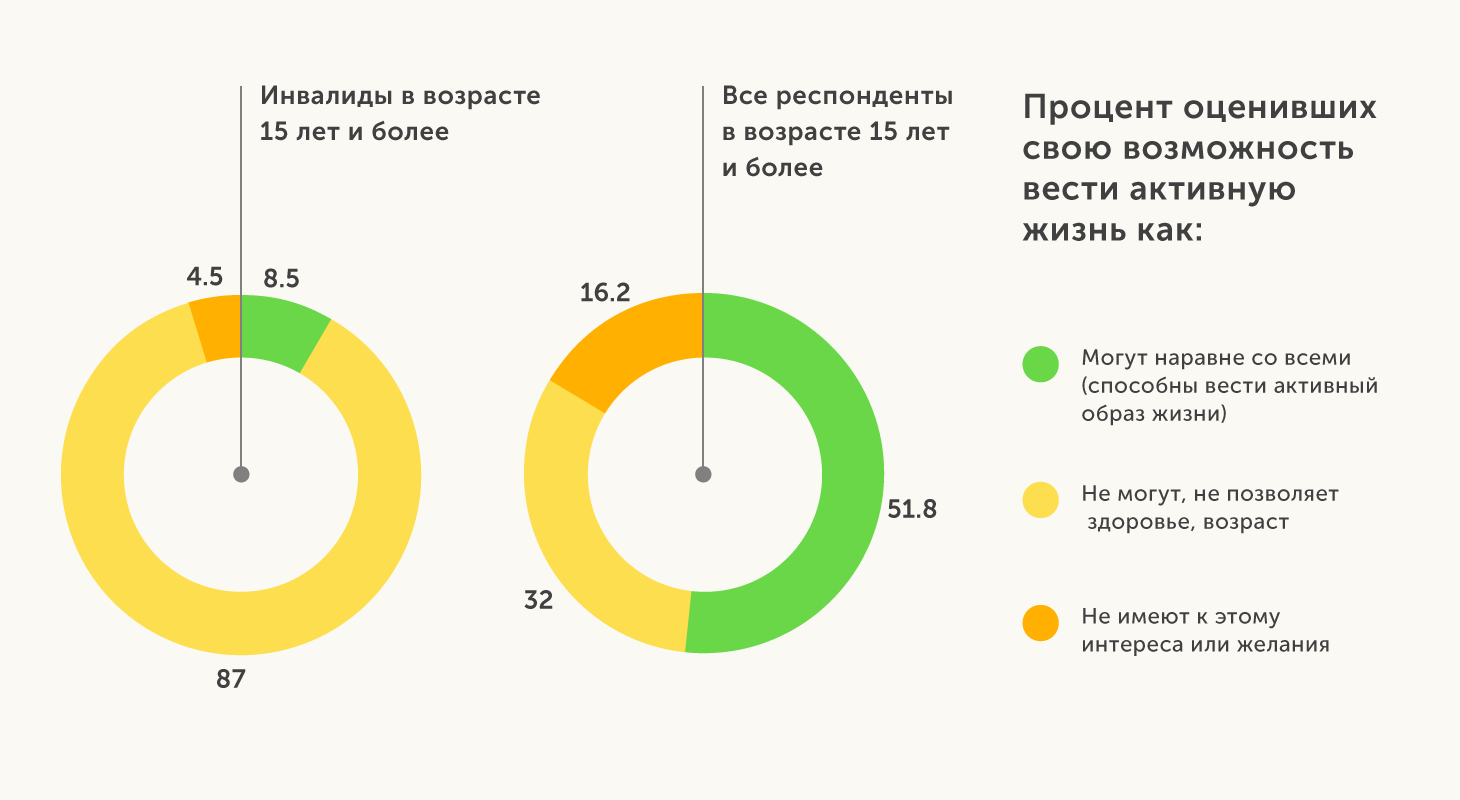 Инвалиды в возрасте
15 лет и более
4.5
8.5
87
Все респонденты
в возрасте 15 лет
и более
16.2
51.8
32
Процент оценивших
свою возможность
вести активную
жизнь как:
Могут наравне со всеми
(способны вести активный
образ жизни)
Не могут, не позволяет
здоровье, возраст
Не имеют к этому
интереса или желания